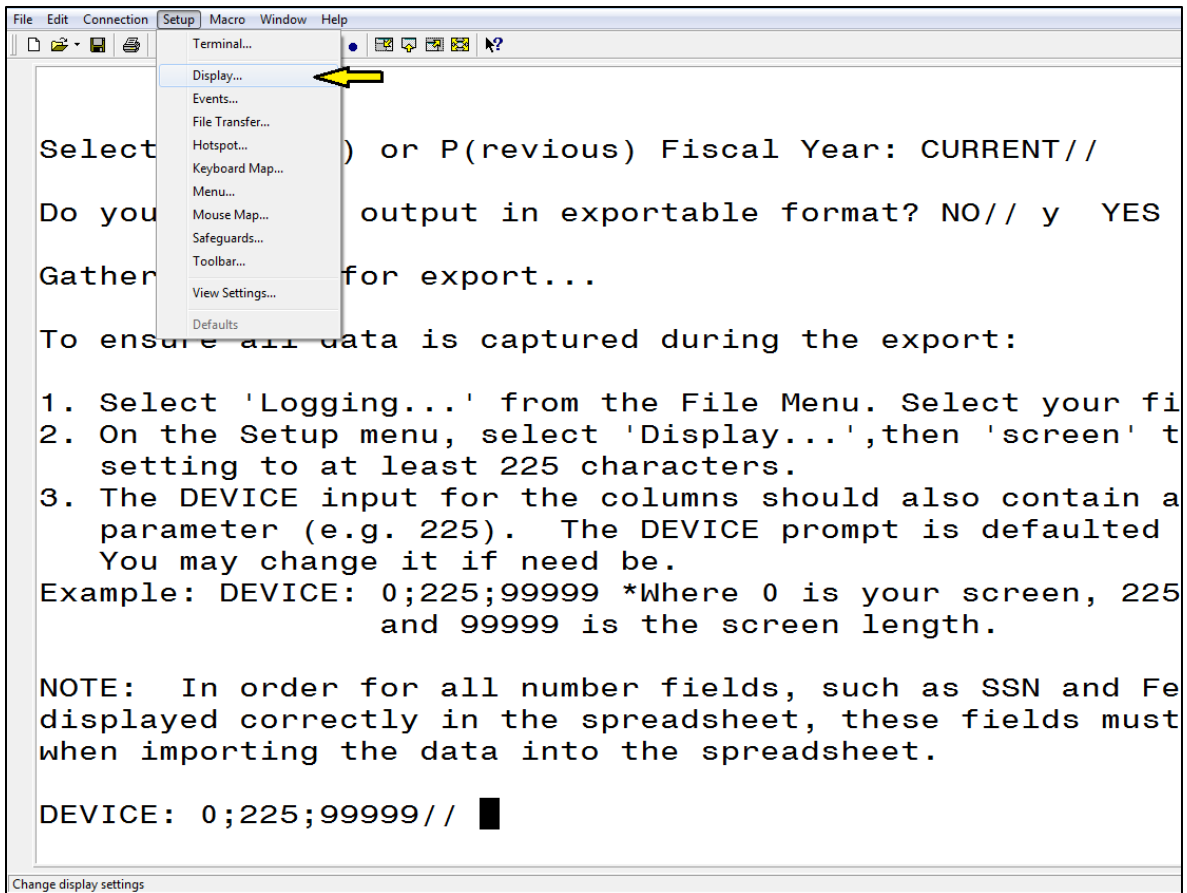 File Edit Connection Setup Macro Window Help
Terminal...
Display...
Events...
File Transfer...
Hotspot...
Keyboard Map...
Menu...
Mouse Map...
Safeguards...
Toolbar...
View Settings...
Defaults
Select ) or P(revious) Fiscal Year: CURRENT//
Do you output in exportable format? NO// y YES
Gather for export...
To ensure all data is captured during the export:
1. Select 'Logging...' from the File Menu. Select your fi
2. On the Setup menu, select 'Display...',then 'screen' t
setting to at least 225 characters.
3. The DEVICE input for the columns should also contain a
parameter (e.g. 225). The DEVICE prompt is defaulted
You may change it if need be.
Example: DEVICE: 0;225;99999 *Where 0 is your screen, 225
and 99999 is the screen length.
NOTE: In order for all number fields, such as SSN and Fe
displayed correctly in the spreadsheet, these fields must
when importing the data into the spreadsheet.
DEVICE: 0;225;99999//
Change display settings